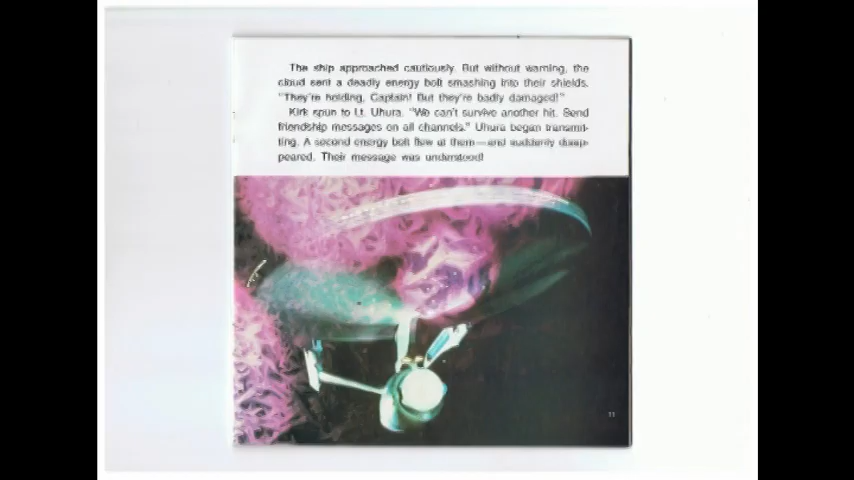 The ship approached cautiously. But without warning, the
cloud sent a deadly energy bolt smashing into their shields.
"They're holding, Captain! But they're badly damaged!"
Kirk spun to Lt. Uhura. "We can't survive another hit. Send
friendship messages on all channels." Uhura began transmit-
ting. A second energy bolt flew at them—and suddenly disap-
peared. Their message was understood!
11